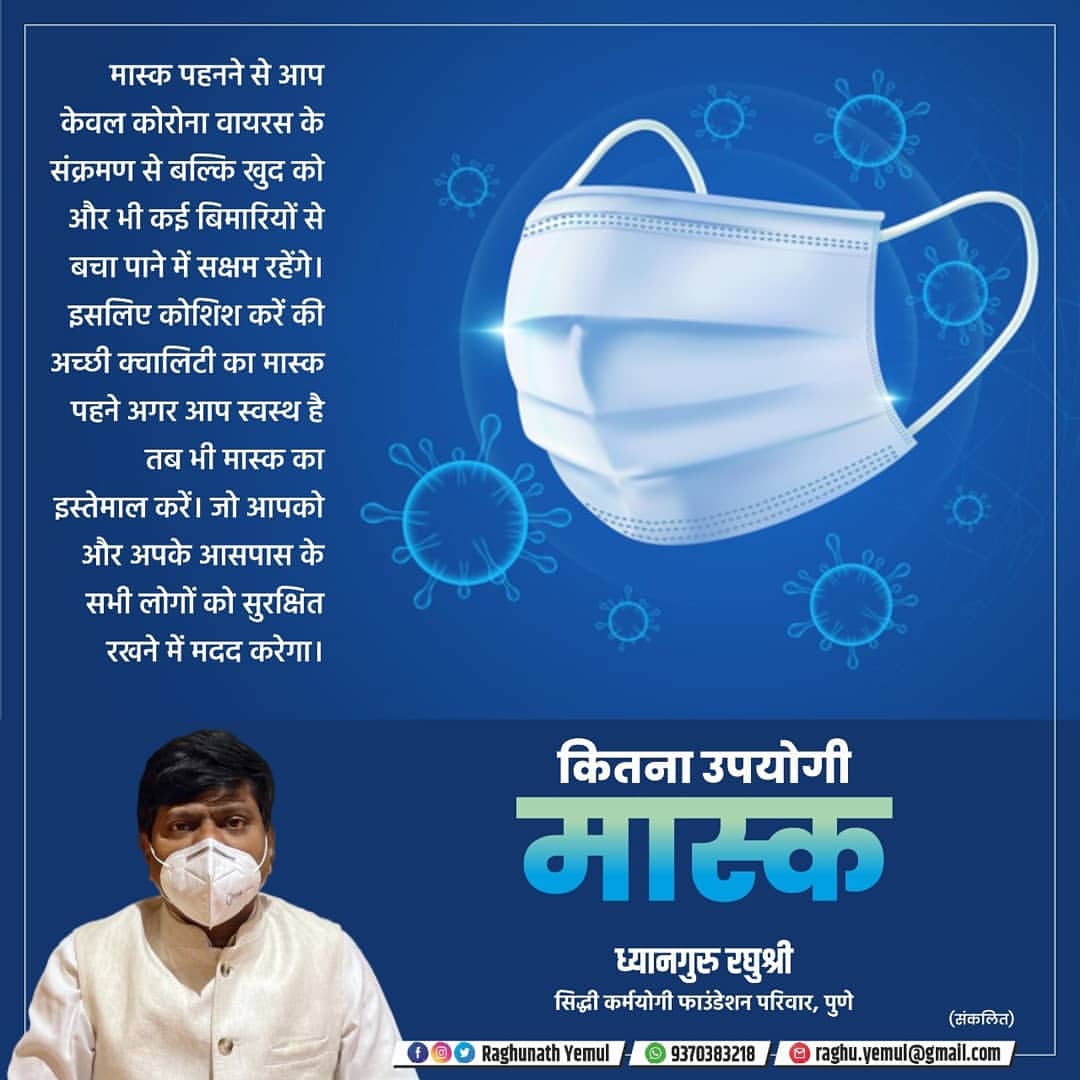 मास्क पहनने से आप
केवल कोरोना वायरस के
संक्रमण से बल्कि खुद को
और भी कई बिमारियों से
बचा पाने में सक्षम रहेंगे।
इसलिए कोशिश करें की
अच्छी क्वालिटी का मास्क
पहने अगर आप स्वस्थ है
तब भी मास्क का
इस्तेमाल करें। जो आपको
और अपके आसपास के
सभी लोगों को सुरक्षित
रखने में मदद करेगा।
कितना उपयोगी
मास्क
ध्यानगुरु रघुश्री
सिद्धी कर्मयोगी फाउंडेशन परिवार, पुणे
(संकलित)
Raghunath Yemul 9370383218 raghu.yemul@gmail.com